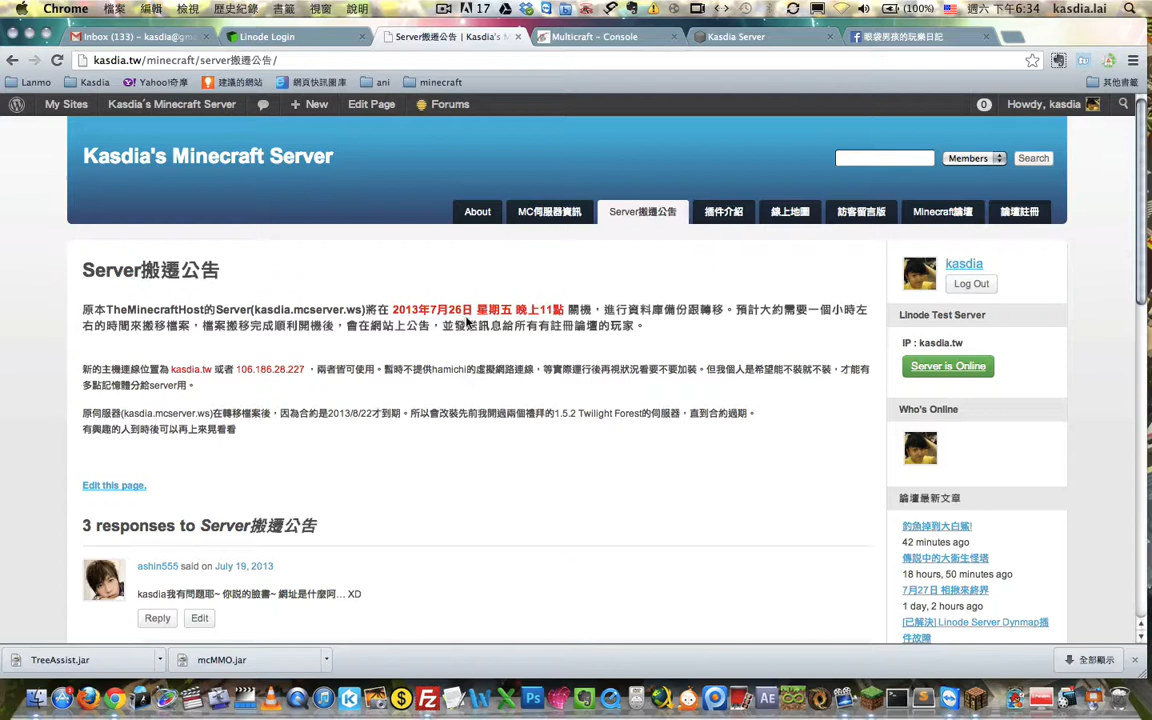 Chrome 檔案 編輯 檢視 歷史紀錄 書籤 視窗 說明 17 (100%) 週六 下午6:34 kasdia.lai
Inbox (133) – kasdia@gm
Linode Login
Server搬遷公告 | Kasdia's M
Multicraft – Console
Kasdia Server
眼袋男孩的玩樂日記
kasdia.tw/minecraft/server搬遷公告/
Lanmo Kasdia Yahoo!奇摩 建議的網站 網頁快訊圖庫 ani minecraft 其他書籤
My Sites Kasdia's Minecraft Server New Edit Page Forums 0 Howdy, kasdia
Kasdia's Minecraft Server
Members Search
About MC伺服器資訊 Server搬遷公告 插件介紹 線上地圖 訪客留言版 Minecraft論壇 論壇註冊
Server搬遷公告
原本TheMinecraftHost的Server(kasdia.mcserver.ws)將在 2013年7月26日 星期五 晚上11點 關機，進行資料庫備份跟轉移。預計大約需要一個小時左
右的時間來搬移檔案，檔案搬移完成順利開機後，會在網站上公告，並發送訊息給所有有註冊論壇的玩家。
新的主機連線位置為 kasdia.tw 或者 106.186.28.227 ，兩者皆可使用。暫時不提供hamichi的虛擬網路連線，等實際運行後再視狀況看要不要加裝。但我個人是希望能不裝就不裝，才能有
多點記憶體分給server用。
原伺服器(kasdia.mcserver.ws)在轉移檔案後，因為合約是2013/8/22才到期。所以會改裝先前我開過兩個禮拜的1.5.2 Twilight Forest的伺服器，直到合約過期。
有興趣的人到時後可以再上來晃看看
Edit this page.
3 responses to Server搬遷公告
ashin555 said on July 19, 2013
kasdia我有問題耶~ 你說的臉書~ 網址是什麼阿... XD
Reply Edit
kasdia
Log Out
Linode Test Server
IP : kasdia.tw
Server is Online
Who's Online
論壇最新文章
釣魚掉到大白鯊!
42 minutes ago
傳説中的大衛生怪塔
18 hours, 50 minutes ago
7月27日 相揪來終界
1 day, 2 hours ago
[已解決] Linode Server Dynmap插
件故障
TreeAssist.jar
mcMMO.jar
全部顯示